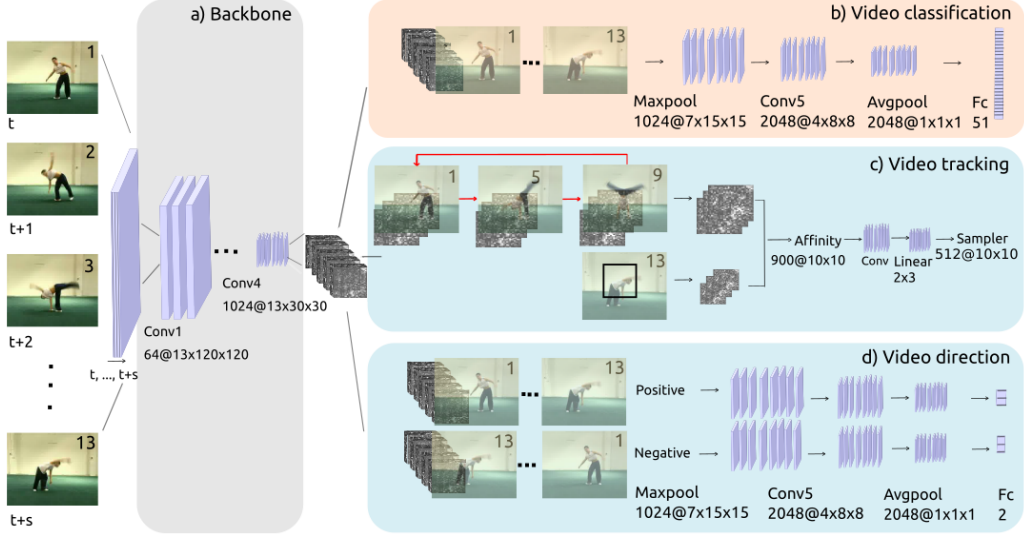 a) Backbone
1
t
2
t+1
3
t+2
13
t+s
t, ..., t+s
Conv1
64@13x120x120
...
Conv4
1024@13x30x30
b) Video classification
1
...
13
Maxpool
1024@7x15x15
Conv5
2048@4x8x8
Avgpool
2048@1x1x1
Fc
51
c) Video tracking
1
5
9
13
Affinity
900@10x10
Conv
Linear
2x3
Sampler
512@10x10
d) Video direction
1
...
13
Positive
13
...
1
Negative
Maxpool
1024@7x15x15
Conv5
2048@4x8x8
Avgpool
2048@1x1x1
Fc
2